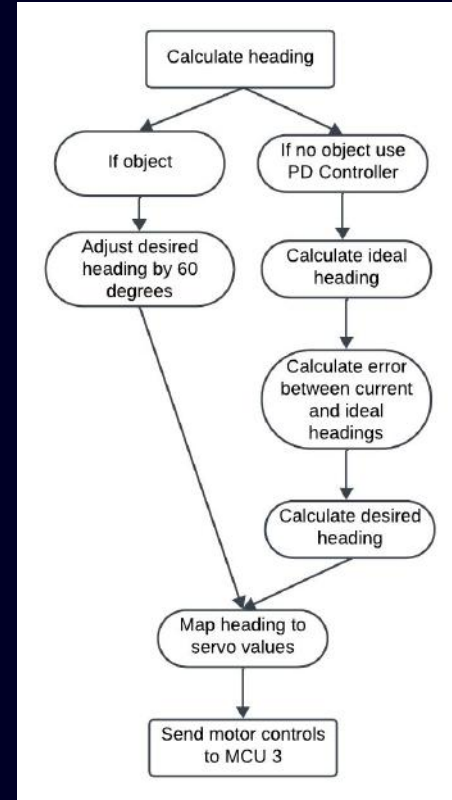 Calculate heading
If object
If no object use
PD Controller
Adjust desired
heading by 60
degrees
Calculate ideal
heading
Calculate error
between current
and ideal
headings
Calculate desired
heading
Map heading to
servo values
Send motor controls
to MCU 3